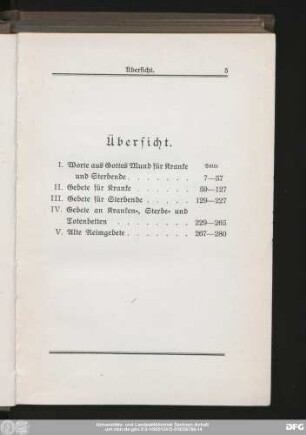 Übersicht. 5
Übersicht.
I. Worte aus Gottes Mund für Kranke Seite
und Sterbende . . . . . . . 7—57
II. Gebete für Kranke . . . . . . 59—127
III. Gebete für Sterbende . . . . . 129—227
IV. Gebete an Kranken-, Sterbe- und
Totenbetten . . . . . . . . 229—265
V. Alte Reimgebete . . . . . . . 267—280
Universitäts- und Landesbibliothek Sachsen-Anhalt
DFG